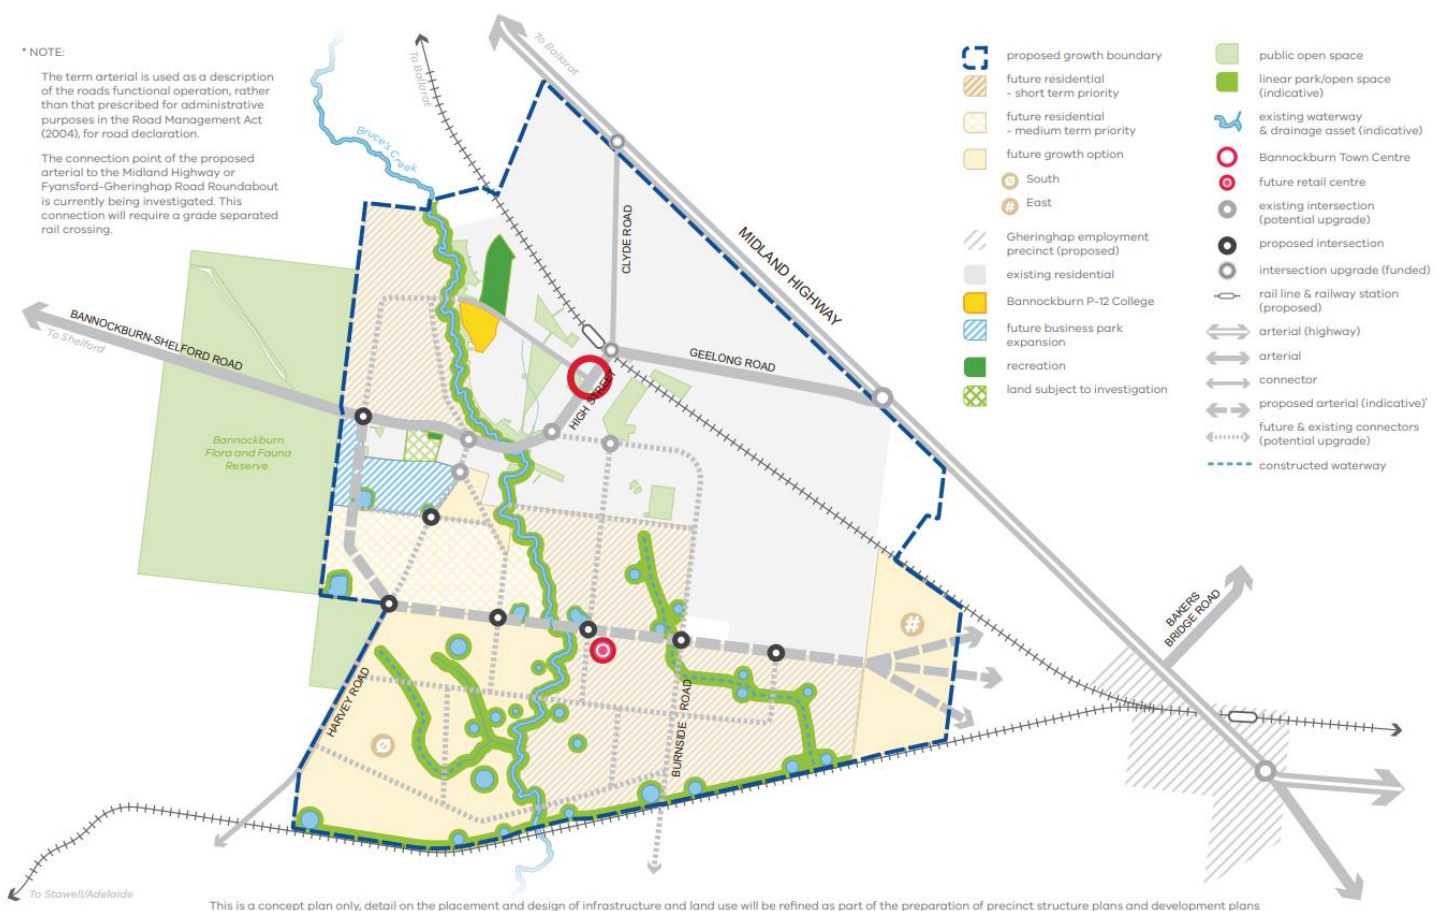 * NOTE:
The term arterial is used as a description
of the roads functional operation, rather
than that prescribed for administrative
purposes in the Road Management Act
(2004), for road declaration.
The connection point of the proposed
arterial to the Midland Highway or
Fyansford-Gheringhap Road Roundabout
is currently being investigated. This
connection will require a grade separated
rail crossing.
To Ballarat
To Ballarat
Bruce's Creek
CLYDE ROAD
MIDLAND HIGHWAY
BANNOCKBURN-SHELFORD ROAD
To Shelford
GEELONG ROAD
HIGH STREET
Bannockburn
Flora and Fauna
Reserve
BAKERS
BRIDGE ROAD
HARVEY ROAD
BURNSIDE ROAD
#
To Stawell/Adelaide
proposed growth boundary
future residential
- short term priority
future residential
- medium term priority
future growth option
South
#
East
Gheringhap employment
precinct (proposed)
existing residential
Bannockburn P-12 College
future business park
expansion
recreation
land subject to investigation
public open space
linear park/open space
(indicative)
existing waterway
& drainage asset (indicative)
Bannockburn Town Centre
future retail centre
existing intersection
(potential upgrade)
proposed intersection
intersection upgrade (funded)
rail line & railway station
(proposed)
arterial (highway)
arterial
connector
proposed arterial (indicative)*
future & existing connectors
(potential upgrade)
constructed waterway
This is a concept plan only, detail on the placement and design of infrastructure and land use will be refined as part of the preparation of precinct structure plans and development plans